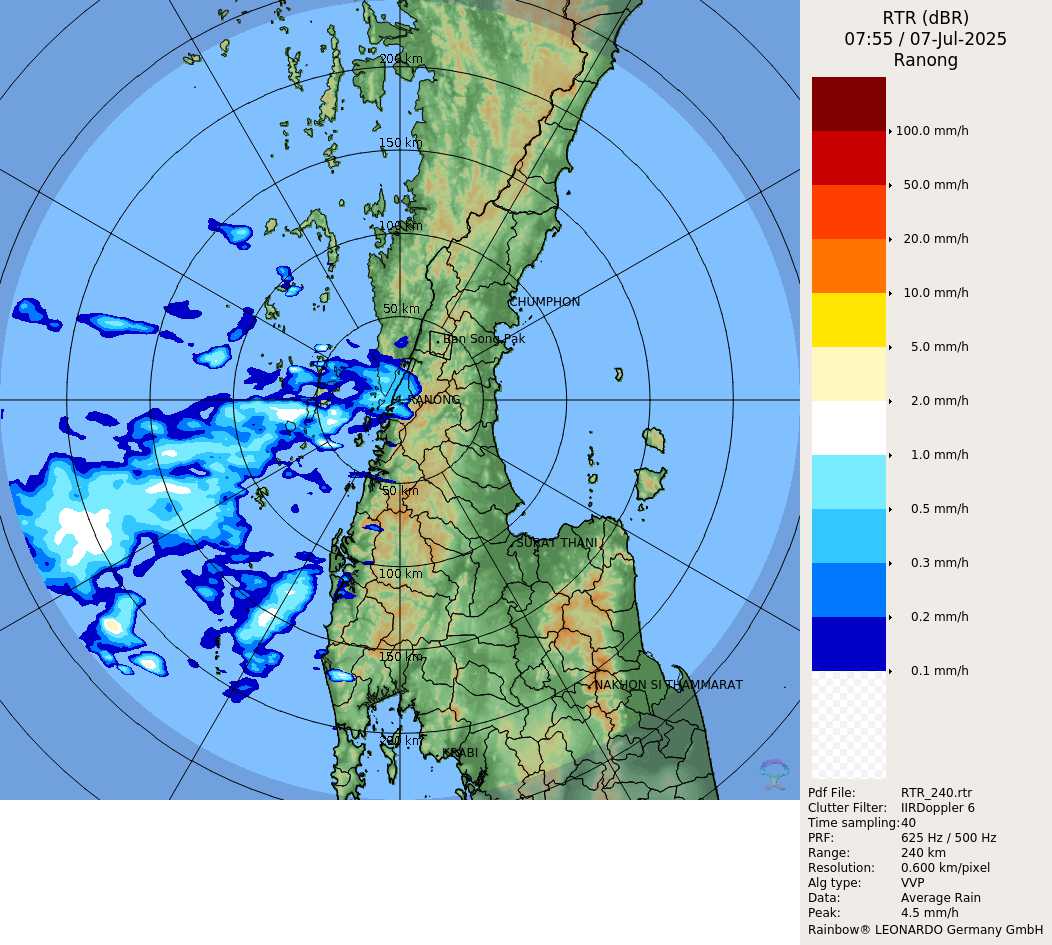 RTR (dBR)
07:55 / 07-Jul-2025
Ranong
200 km
150 km
100 km
50 km
CHUMPHON
Ban Song Pak
RANONG
50 km
SURAT THANI
100 km
150 km
NAKHON SI THAMMARAT
200 km
KRABI
100.0 mm/h
50.0 mm/h
20.0 mm/h
10.0 mm/h
5.0 mm/h
2.0 mm/h
1.0 mm/h
0.5 mm/h
0.3 mm/h
0.2 mm/h
0.1 mm/h
Pdf File: RTR_240.rtr
Clutter Filter: IIRDoppler 6
Time sampling: 40
PRF: 625 Hz / 500 Hz
Range: 240 km
Resolution: 0.600 km/pixel
Alg type: VVP
Data: Average Rain
Peak: 4.5 mm/h
Rainbow® LEONARDO Germany GmbH